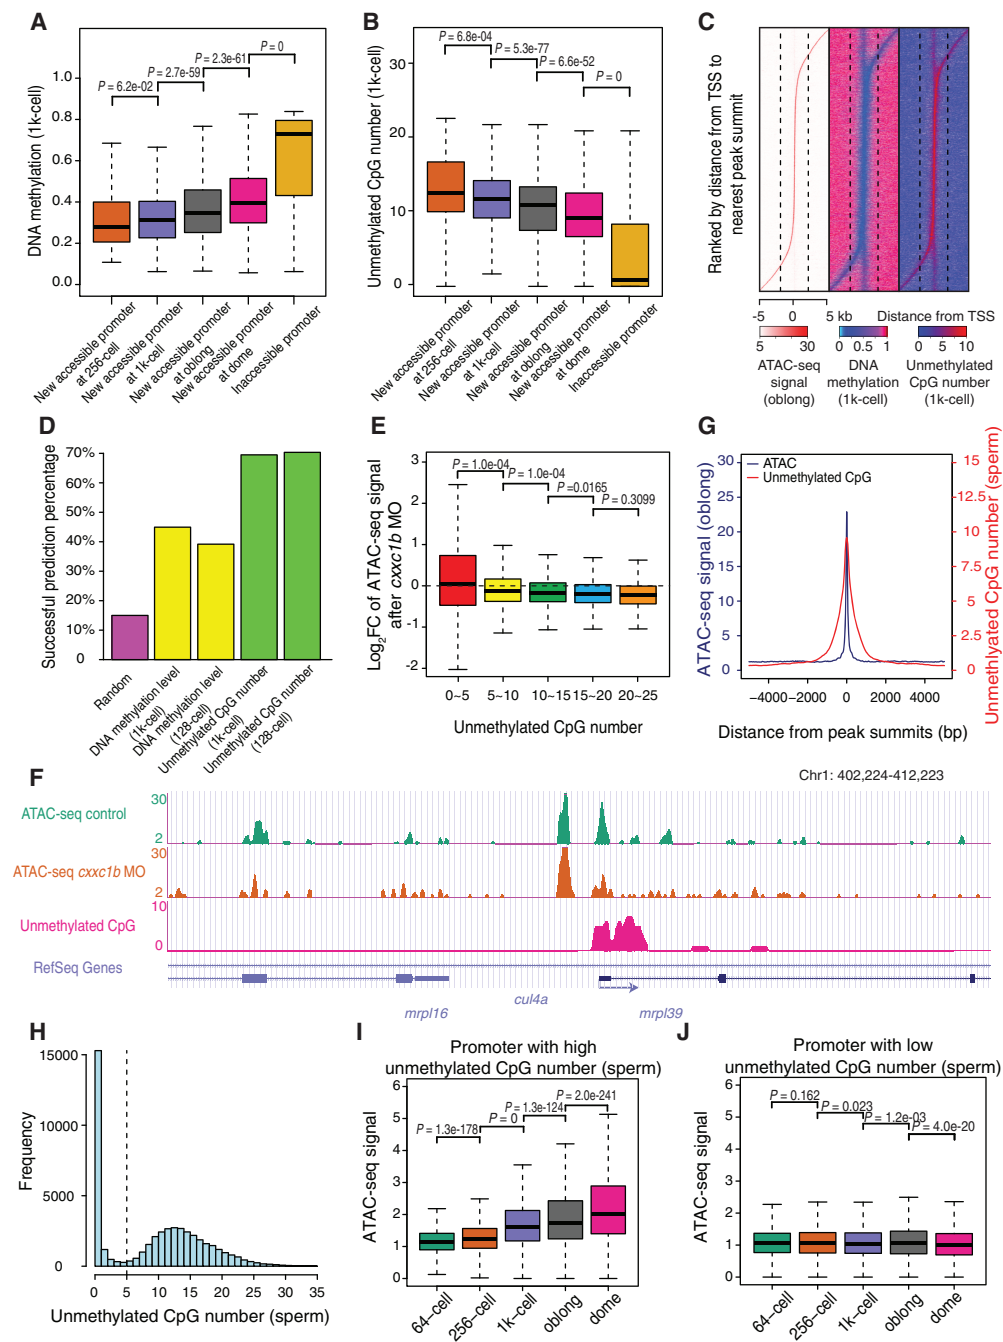 A
DNA methylation (1k-cell)
1.0
0.8
0.6
0.4
0.2
0.0
P = 6.2e-02
P = 2.7e-59
P = 2.3e-61
P = 0
New accessible promoter
at 256-cell
New accessible promoter
at 1k-cell
New accessible promoter
at oblong
New accessible promoter
at dome
Inaccessible promoter
B
Unmethylated CpG number (1k-cell)
30
20
10
0
P = 6.8e-04
P = 5.3e-77
P = 6.6e-52
P = 0
New accessible promoter
at 256-cell
New accessible promoter
at 1k-cell
New accessible promoter
at oblong
New accessible promoter
at dome
Inaccessible promoter
C
Ranked by distance from TSS to
nearest peak summit
-5 0 5 kb Distance from TSS
5 30
0 0.5 1
0 5 10
ATAC-seq
signal
(oblong)
DNA
methylation
(1k-cell)
Unmethylated
CpG number
(1k-cell)
D
Successful prediction percentage
70%
60%
50%
40%
30%
20%
10%
0
Random
DNA methylation level
(1k-cell)
DNA methylation level
(128-cell)
Unmethylated CpG number
(1k-cell)
Unmethylated CpG number
(128-cell)
E
Log2FC of ATAC-seq signal
after cxxc1b MO
3
2
1
0
-1
-2
P = 1.0e-04
P = 1.0e-04
P =0.0165
P = 0.3099
0~5 5~10 10~15 15~20 20~25
Unmethylated CpG number
G
ATAC-seq signal (oblong)
30
25
20
15
10
5
0
ATAC
Unmethylated CpG
15
12.5
10
7.5
5
2.5
0
Unmethlyated CpG number (sperm)
−4000 −2000 0 2000 4000
Distance from peak summits (bp)
F
Chr1: 402,224-412,223
ATAC-seq control
30
2
ATAC-seq cxxc1b MO
30
2
Unmethylated CpG
10
0
RefSeq Genes
cul4a
mrpl16
mrpl39
H
Frequency
15000
10000
5000
0
0 5 10 15 20 25 30 35
Unmethylated CpG number (sperm)
I
Promoter with high
unmethylated CpG number (sperm)
ATAC-seq signal
6
5
4
3
2
1
0
P = 1.3e-178
P = 0
P = 1.3e-124
P = 2.0e-241
64−cell
256−cell
1k−cell
oblong
dome
J
Promoter with low
unmethylated CpG number (sperm)
ATAC-seq signal
6
5
4
3
2
1
0
P = 0.162
P = 0.023
P = 1.2e-03
P = 4.0e-20
64−cell
256−cell
1k−cell
oblong
dome